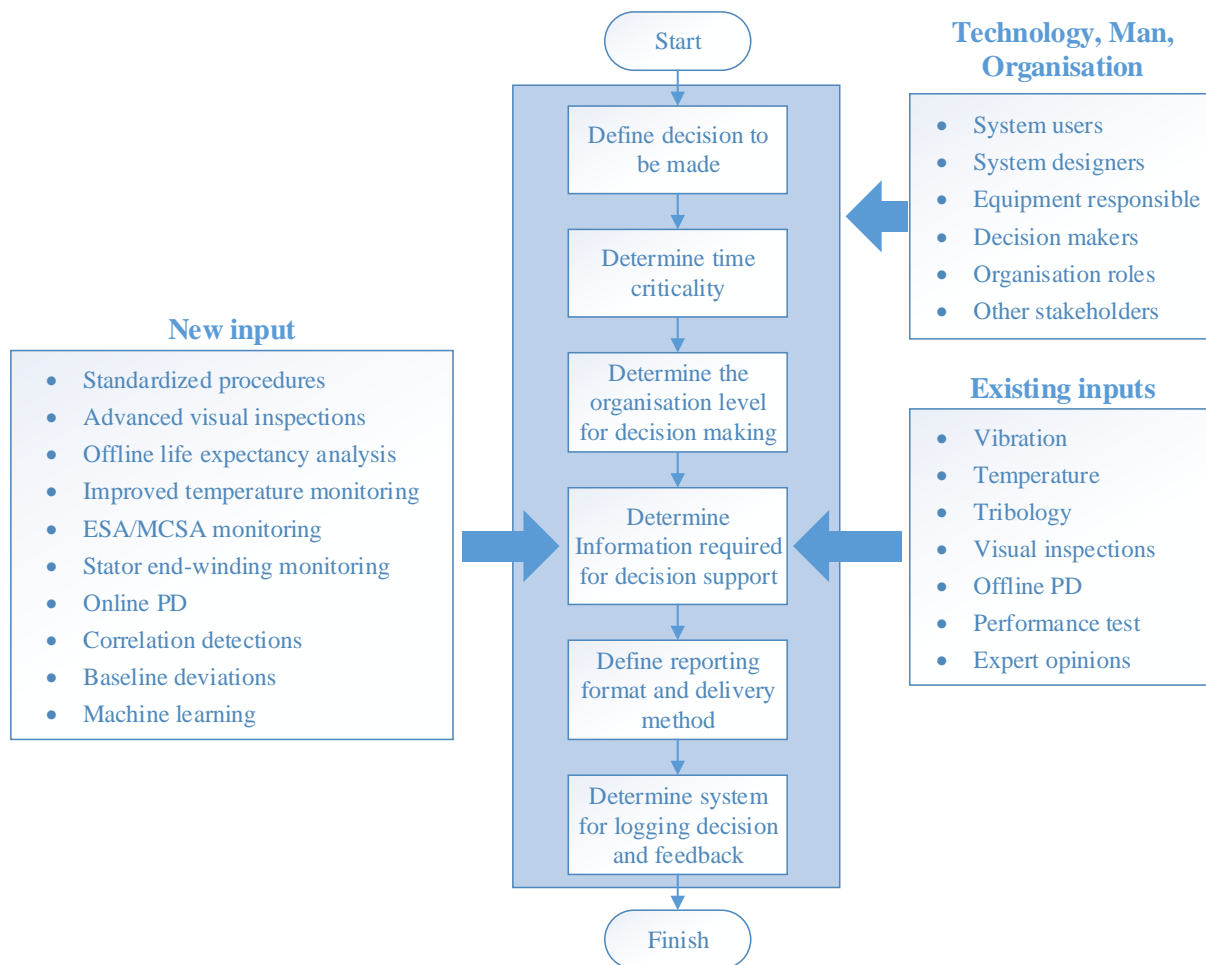 Start
Define decision to
be made
Determine time
criticality
Determine the
organisation level
for decision making
Determine
Information required
for decision support
Define reporting
format and delivery
method
Determine system
for logging decision
and feedback
Finish
New input
• Standardized procedures
• Advanced visual inspections
• Offline life expectancy analysis
• Improved temperature monitoring
• ESA/MCSA monitoring
• Stator end-winding monitoring
• Online PD
• Correlation detections
• Baseline deviations
• Machine learning
Technology, Man,
Organisation
• System users
• System designers
• Equipment responsible
• Decision makers
• Organisation roles
• Other stakeholders
Existing inputs
• Vibration
• Temperature
• Tribology
• Visual inspections
• Offline PD
• Performance test
• Expert opinions